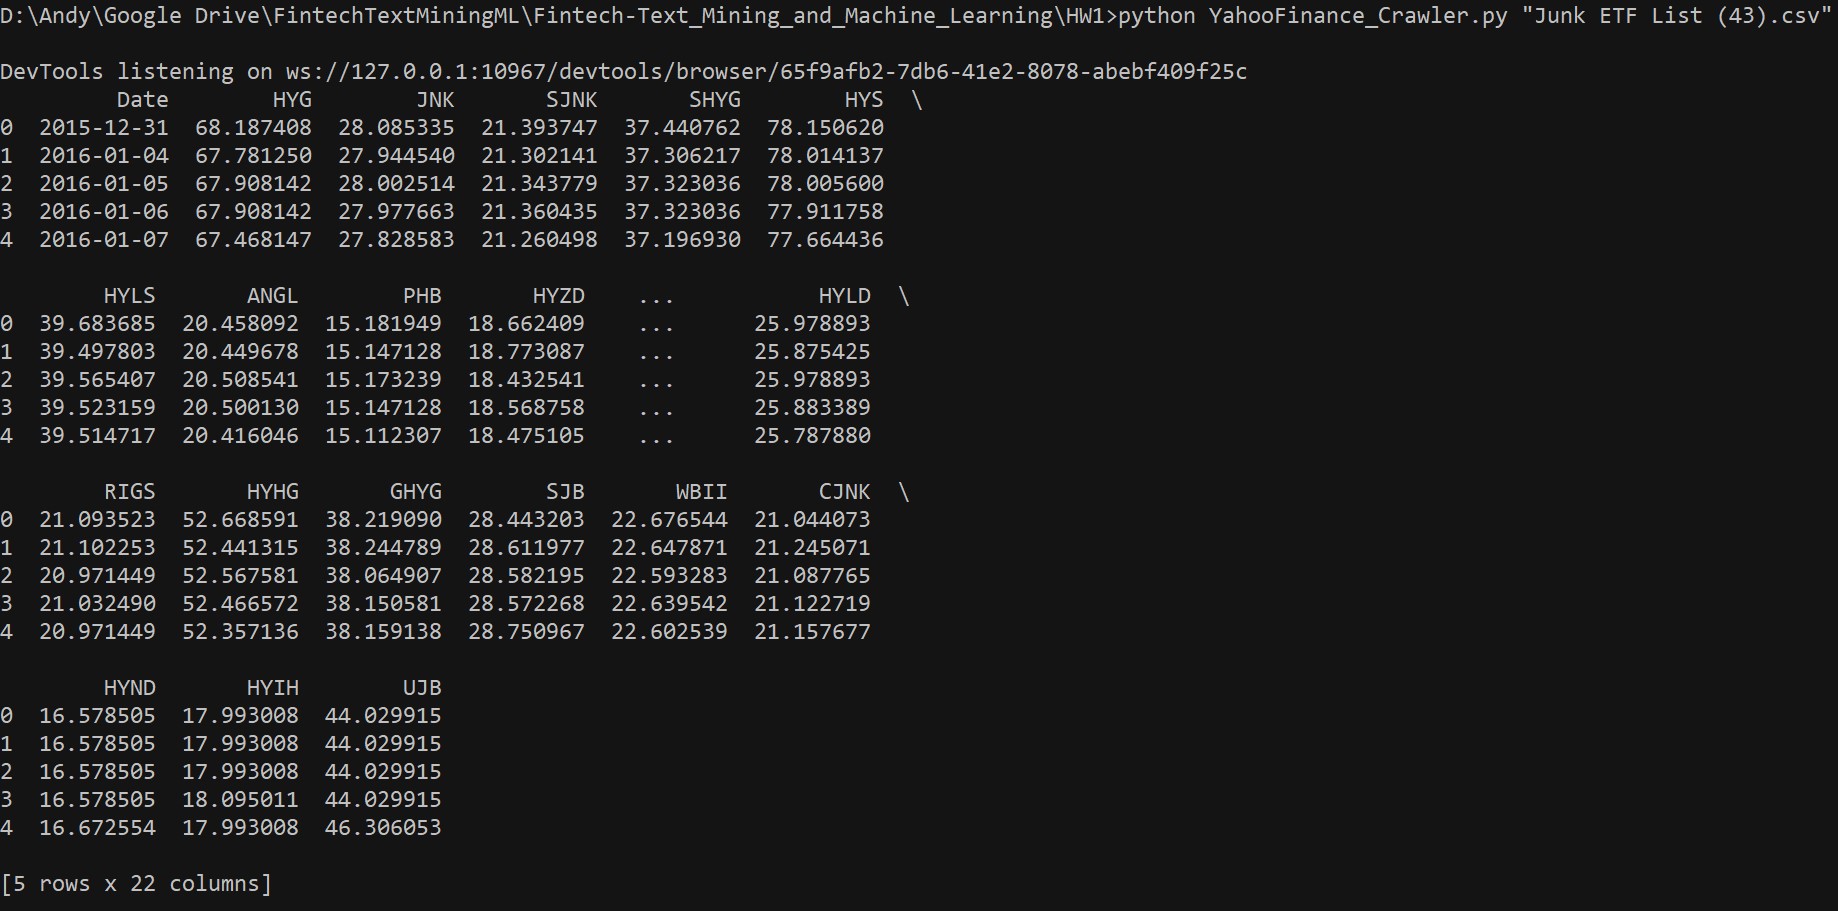 D:\Andy\Google Drive\FintechTextMiningML\Fintech-Text_Mining_and_Machine_Learning\HW1>python YahooFinance_Crawler.py "Junk ETF List (43).csv"
DevTools listening on ws://127.0.0.1:10967/devtools/browser/65f9afb2-7db6-41e2-8078-abebf409f25c
         Date        HYG        JNK       SJNK       SHYG        HYS  \
0  2015-12-31  68.187408  28.085335  21.393747  37.440762  78.150620
1  2016-01-04  67.781250  27.944540  21.302141  37.306217  78.014137
2  2016-01-05  67.908142  28.002514  21.343779  37.323036  78.005600
3  2016-01-06  67.908142  27.977663  21.360435  37.323036  77.911758
4  2016-01-07  67.468147  27.828583  21.260498  37.196930  77.664436
        HYLS       ANGL        PHB       HYZD    ...           HYLD  \
0  39.683685  20.458092  15.181949  18.662409    ...      25.978893
1  39.497803  20.449678  15.147128  18.773087    ...      25.875425
2  39.565407  20.508541  15.173239  18.432541    ...      25.978893
3  39.523159  20.500130  15.147128  18.568758    ...      25.883389
4  39.514717  20.416046  15.112307  18.475105    ...      25.787880
        RIGS       HYHG       GHYG        SJB       WBII       CJNK  \
0  21.093523  52.668591  38.219090  28.443203  22.676544  21.044073
1  21.102253  52.441315  38.244789  28.611977  22.647871  21.245071
2  20.971449  52.567581  38.064907  28.582195  22.593283  21.087765
3  21.032490  52.466572  38.150581  28.572268  22.639542  21.122719
4  20.971449  52.357136  38.159138  28.750967  22.602539  21.157677
        HYND       HYIH        UJB
0  16.578505  17.993008  44.029915
1  16.578505  17.993008  44.029915
2  16.578505  17.993008  44.029915
3  16.578505  18.095011  44.029915
4  16.672554  17.993008  46.306053
[5 rows x 22 columns]